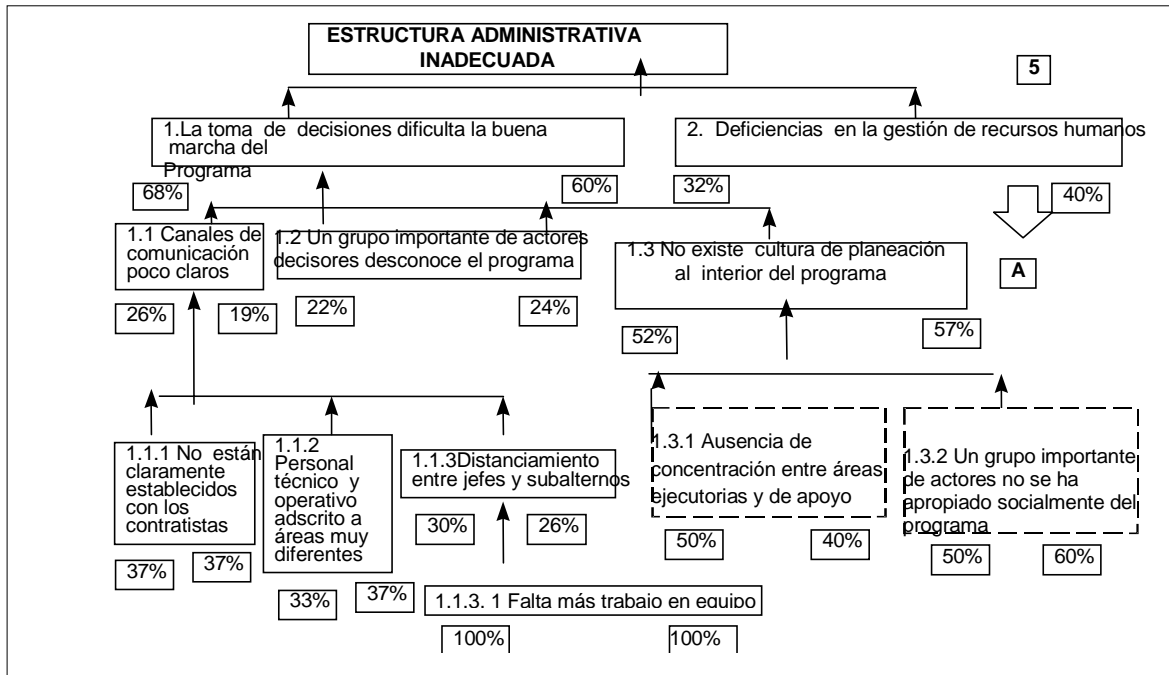 ESTRUCTURA ADMINISTRATIVA
INADECUADA
5
1.La toma de decisiones dificulta la buena
marcha del
Programa
2. Deficiencias en la gestión de recursos humanos
68%
60%
32%
40%
1.1 Canales de
comunicación
poco claros
1.2 Un grupo importante de actores
decisores desconoce el programa
1.3 No existe cultura de planeación
al interior del programa
A
26%
19%
22%
24%
52%
57%
1.1.1 No están
claramente
establecidos
con los
contratistas
1.1.2
Personal
técnico y
operativo
adscrito a
áreas muy
diferentes
1.1.3Distanciamiento
entre jefes y subalternos
1.3.1 Ausencia de
concentración entre áreas
ejecutorias y de apoyo
1.3.2 Un grupo importante
de actores no se ha
apropiado socialmente del
programa
37%
37%
33%
37%
30%
26%
50%
40%
50%
60%
1.1.3. 1 Falta más trabajo en equipo
100%
100%